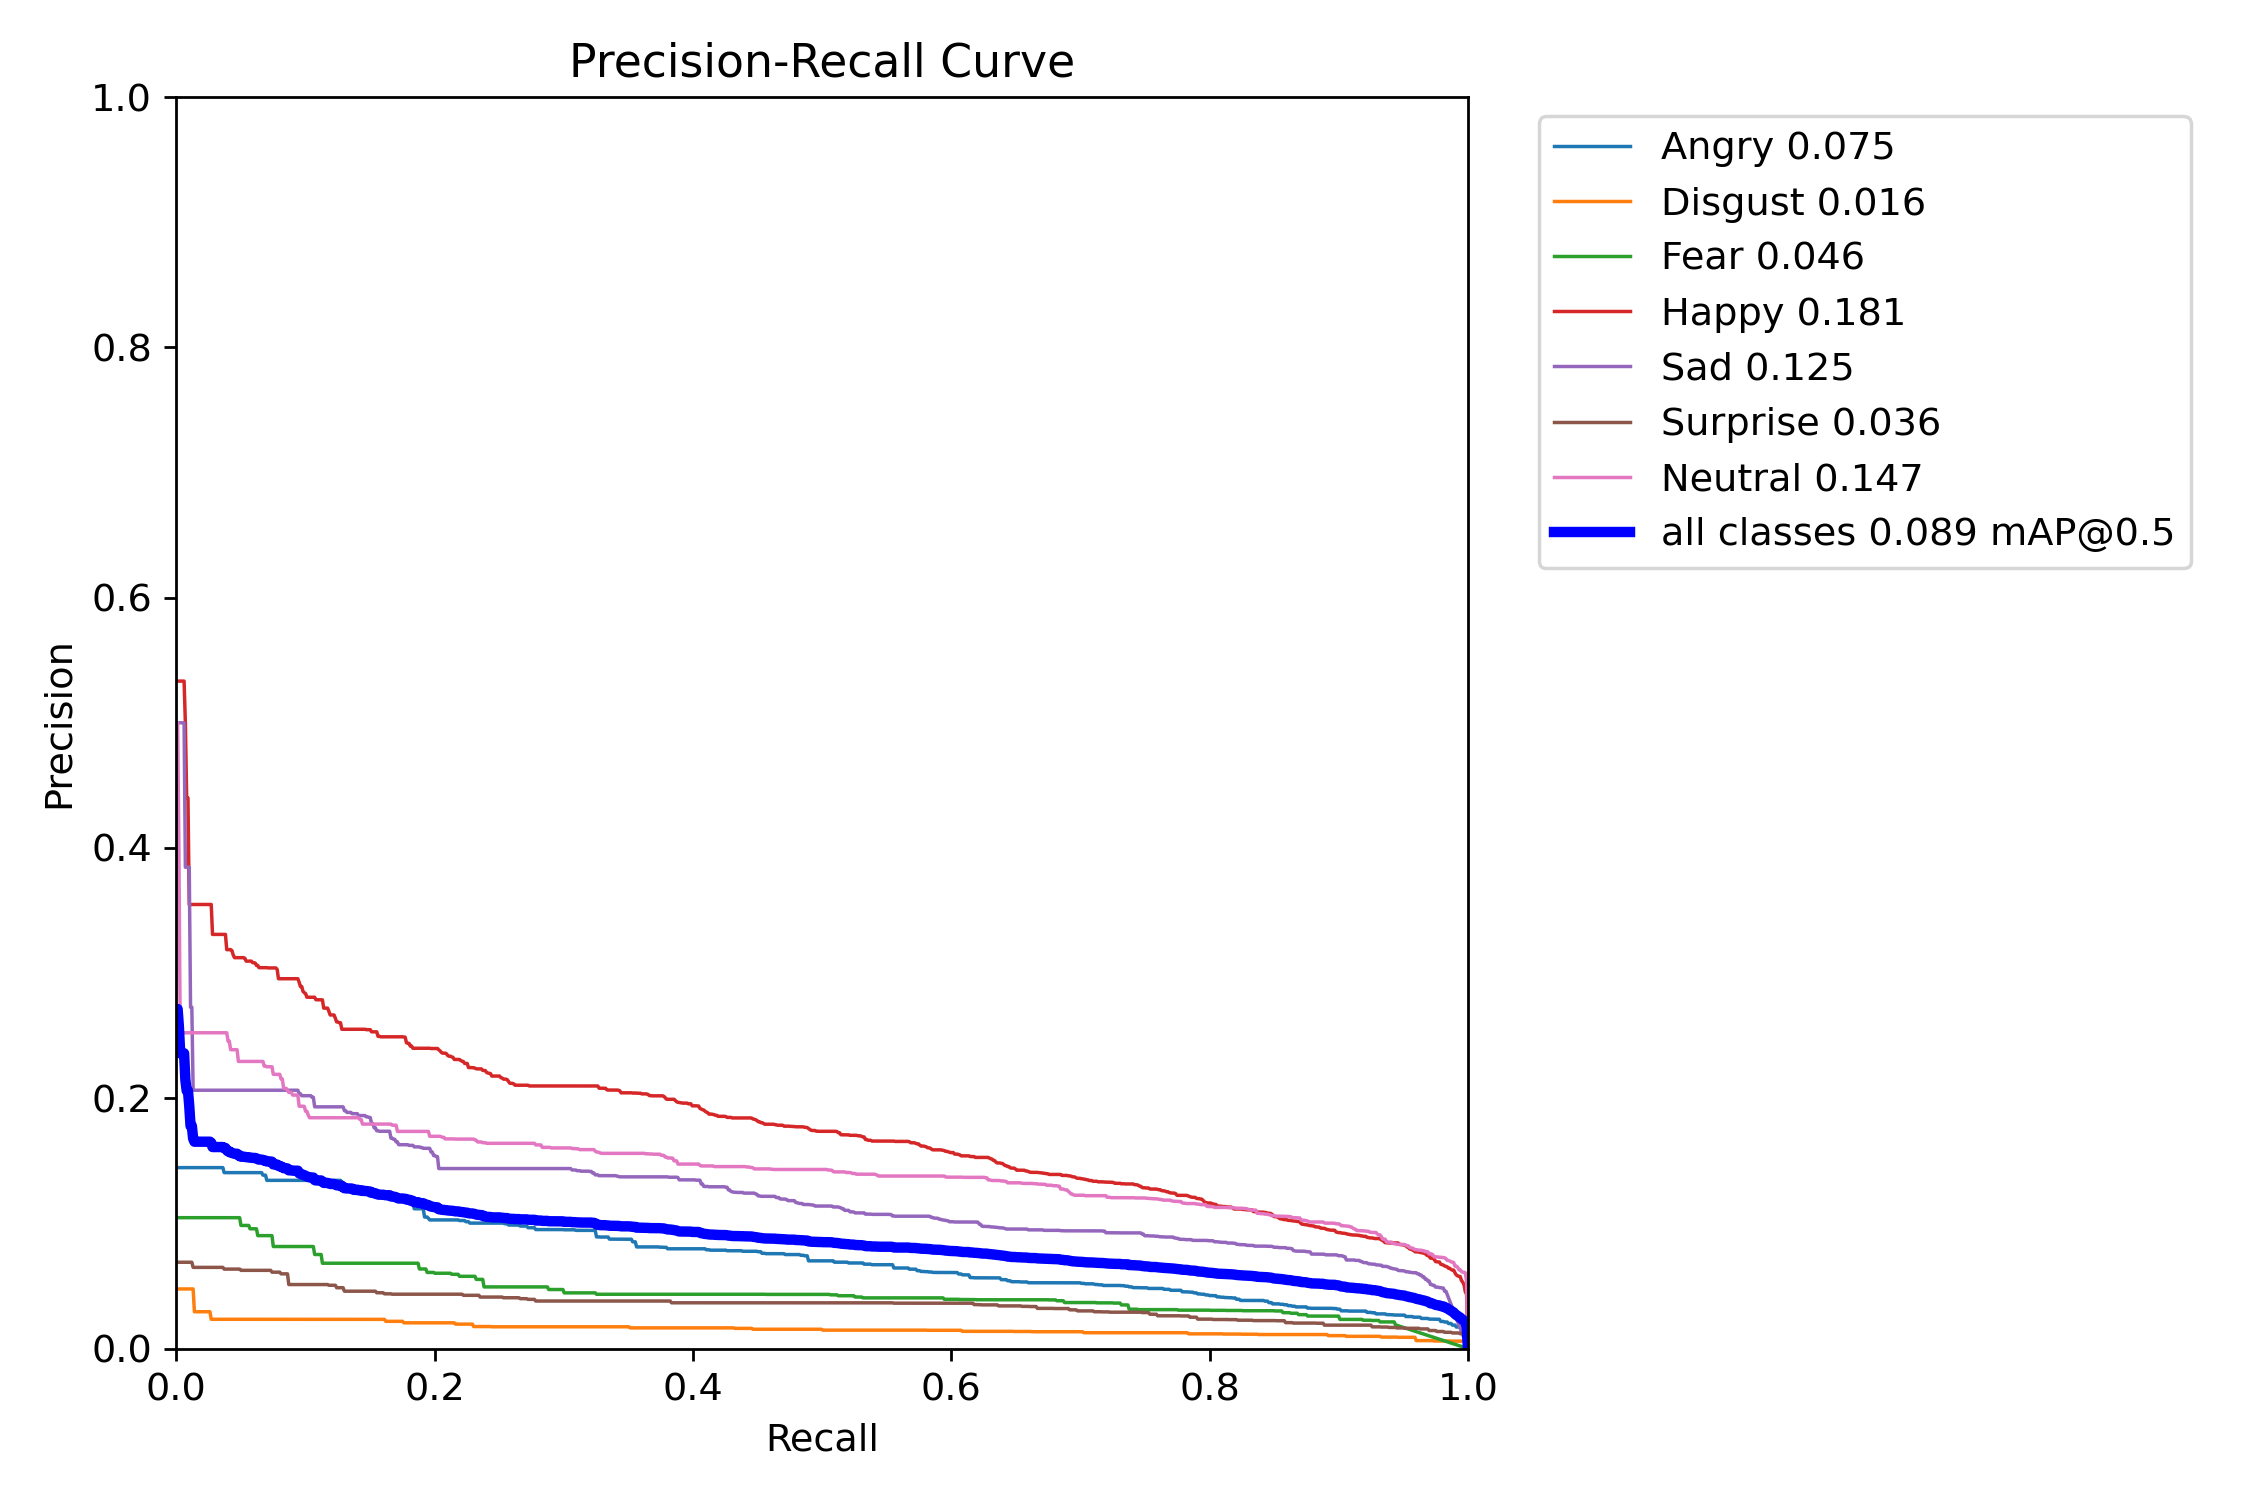 Precision-Recall Curve
1.0
0.8
0.6
0.4
0.2
0.0
Precision
0.0 0.2 0.4 0.6 0.8 1.0
Recall
Angry 0.075
Disgust 0.016
Fear 0.046
Happy 0.181
Sad 0.125
Surprise 0.036
Neutral 0.147
all classes 0.089 mAP@0.5